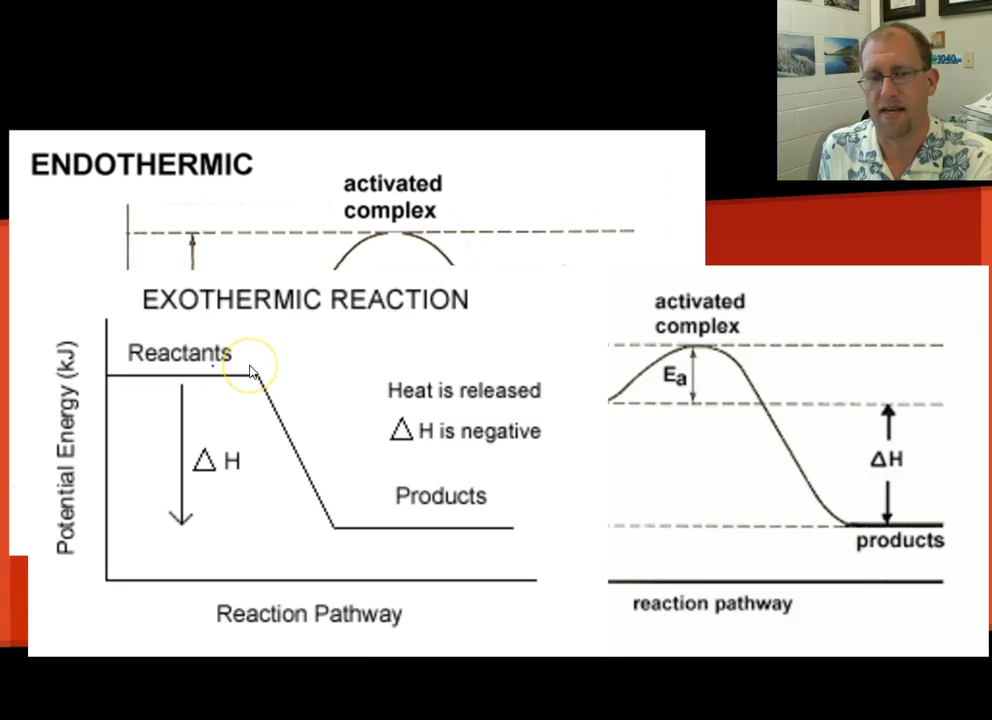 1040
ENDOTHERMIC
activated
complex
EXOTHERMIC REACTION
Potential Energy (kJ)
Reactants
△ H
Heat is released
△ H is negative
Products
Reaction Pathway
activated
complex
Ea
ΔH
products
reaction pathway